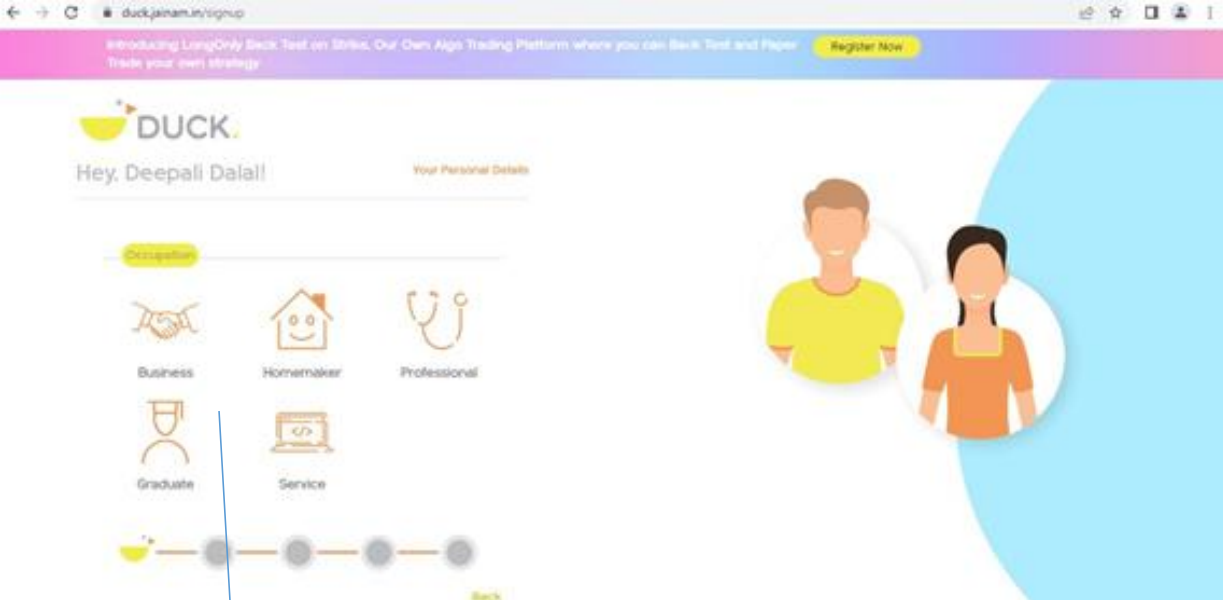 duck.jainam.in/signup
Introducing LongOnly Back Test on Striks, Our Own Algo Trading Platform where you can Back Test and Paper
Trade your own strategy
Register Now
DUCK.
Hey, Deepali Dalal!
Your Personal Details
Occupation
Business
Homemaker
Professional
</>
Graduate
Service
Back